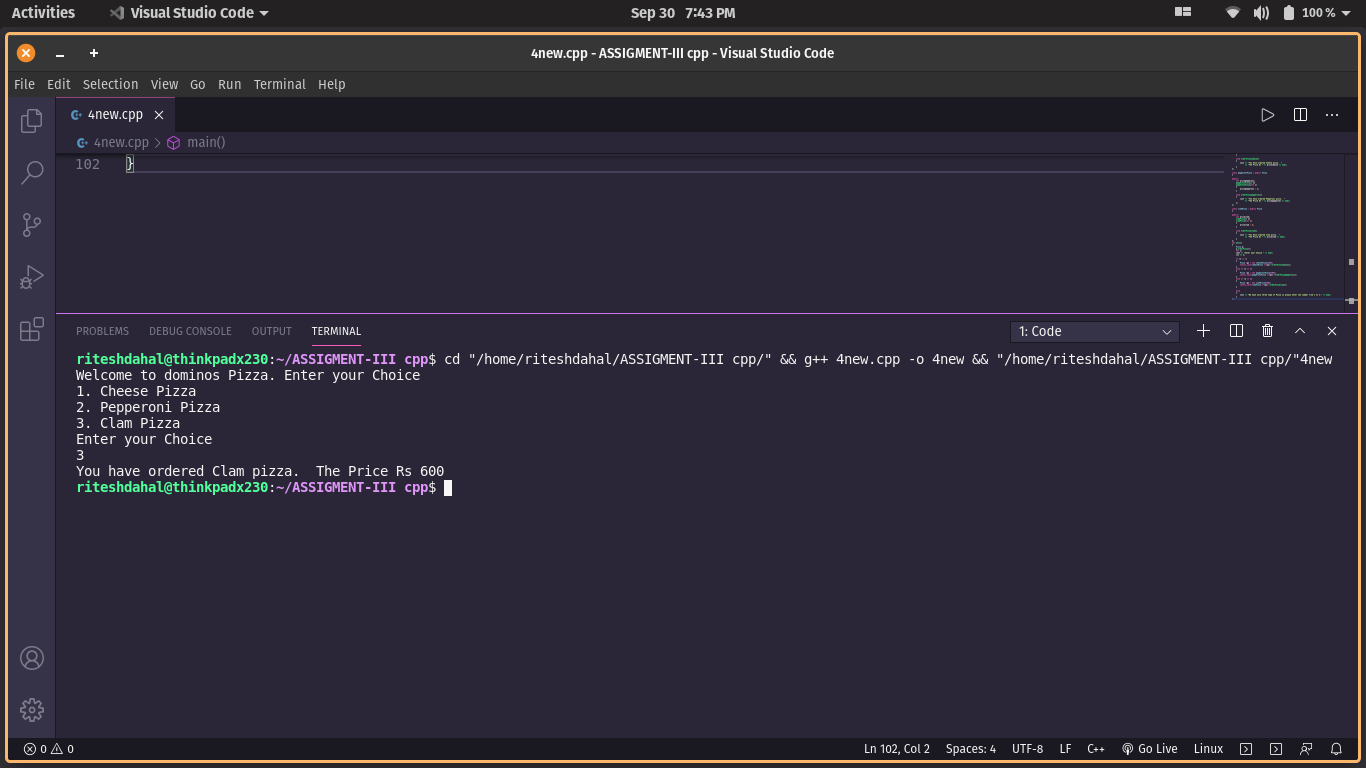 Activities Visual Studio Code Sep 30 7:43 PM 100 %
4new.cpp - ASSIGMENT-III cpp - Visual Studio Code
File Edit Selection View Go Run Terminal Help
4new.cpp
4new.cpp main()
102 }
PROBLEMS DEBUG CONSOLE OUTPUT TERMINAL 1: Code
riteshdahal@thinkpadx230:~/ASSIGMENT-III cpp$ cd "/home/riteshdahal/ASSIGMENT-III cpp/" && g++ 4new.cpp -o 4new && "/home/riteshdahal/ASSIGMENT-III cpp/"4new
Welcome to dominos Pizza. Enter your Choice
1. Cheese Pizza
2. Pepperoni Pizza
3. Clam Pizza
Enter your Choice
3
You have ordered Clam pizza.  The Price Rs 600
riteshdahal@thinkpadx230:~/ASSIGMENT-III cpp$
0 0 Ln 102, Col 2 Spaces: 4 UTF-8 LF C++ Go Live Linux